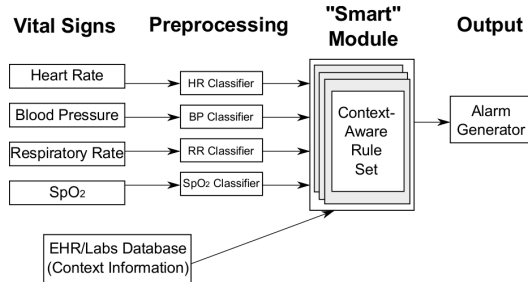 Vital Signs
Preprocessing
"Smart"
Module
Output
Heart Rate
HR Classifier
Blood Pressure
BP Classifier
Respiratory Rate
RR Classifier
SpO₂
SpO₂ Classifier
Context-
Aware
Rule
Set
Alarm
Generator
EHR/Labs Database
(Context Information)